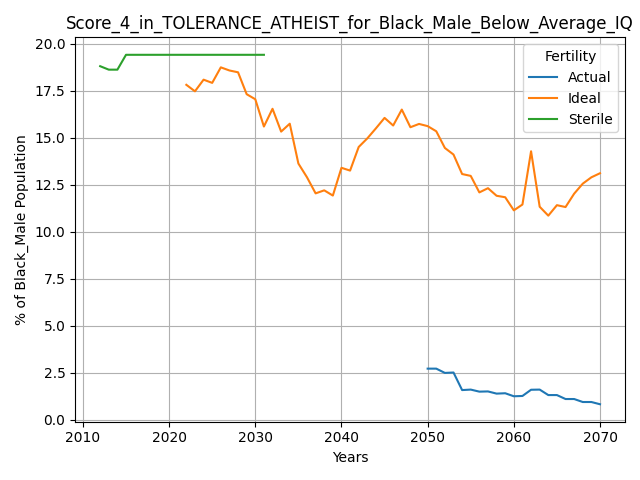 Score_4_in_TOLERANCE_ATHEIST_for_Black_Male_Below_Average_IQ
% of Black_Male Population
20.0
17.5
15.0
12.5
10.0
7.5
5.0
2.5
0.0
Fertility
Actual
Ideal
Sterile
2010 2020 2030 2040 2050 2060 2070
Years